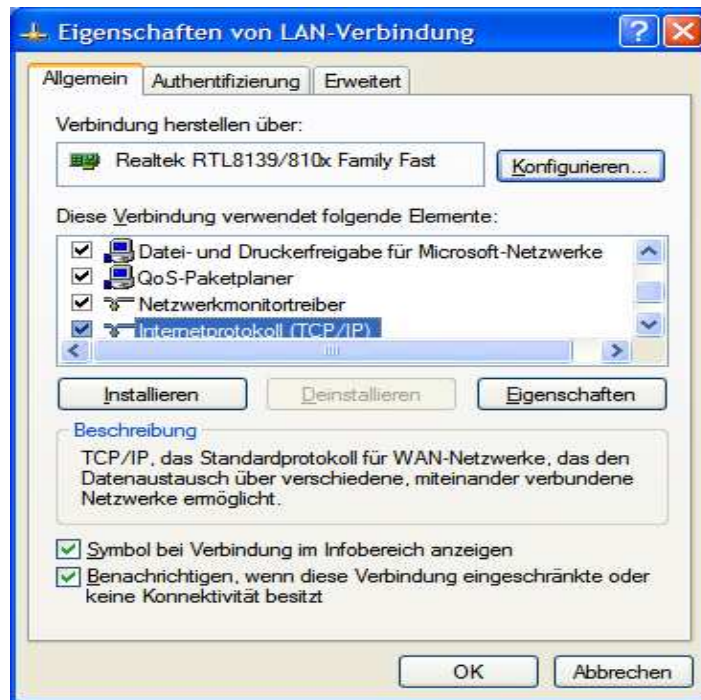 Eigenschaften von LAN-Verbindung
Allgemein Authentifizierung Erweitert
Verbindung herstellen über:
Realtek RTL8139/810x Family Fast
Konfigurieren...
Diese Verbindung verwendet folgende Elemente:
Datei- und Druckerfreigabe für Microsoft-Netzwerke
QoS-Paketplaner
Netzwerkmonitortreiber
Internetprotokoll (TCP/IP)
Installieren Deinstallieren Eigenschaften
Beschreibung
TCP/IP, das Standardprotokoll für WAN-Netzwerke, das den
Datenaustausch über verschiedene, miteinander verbundene
Netzwerke ermöglicht.
Symbol bei Verbindung im Infobereich anzeigen
Benachrichtigen, wenn diese Verbindung eingeschränkte oder
keine Konnektivität besitzt
OK Abbrechen